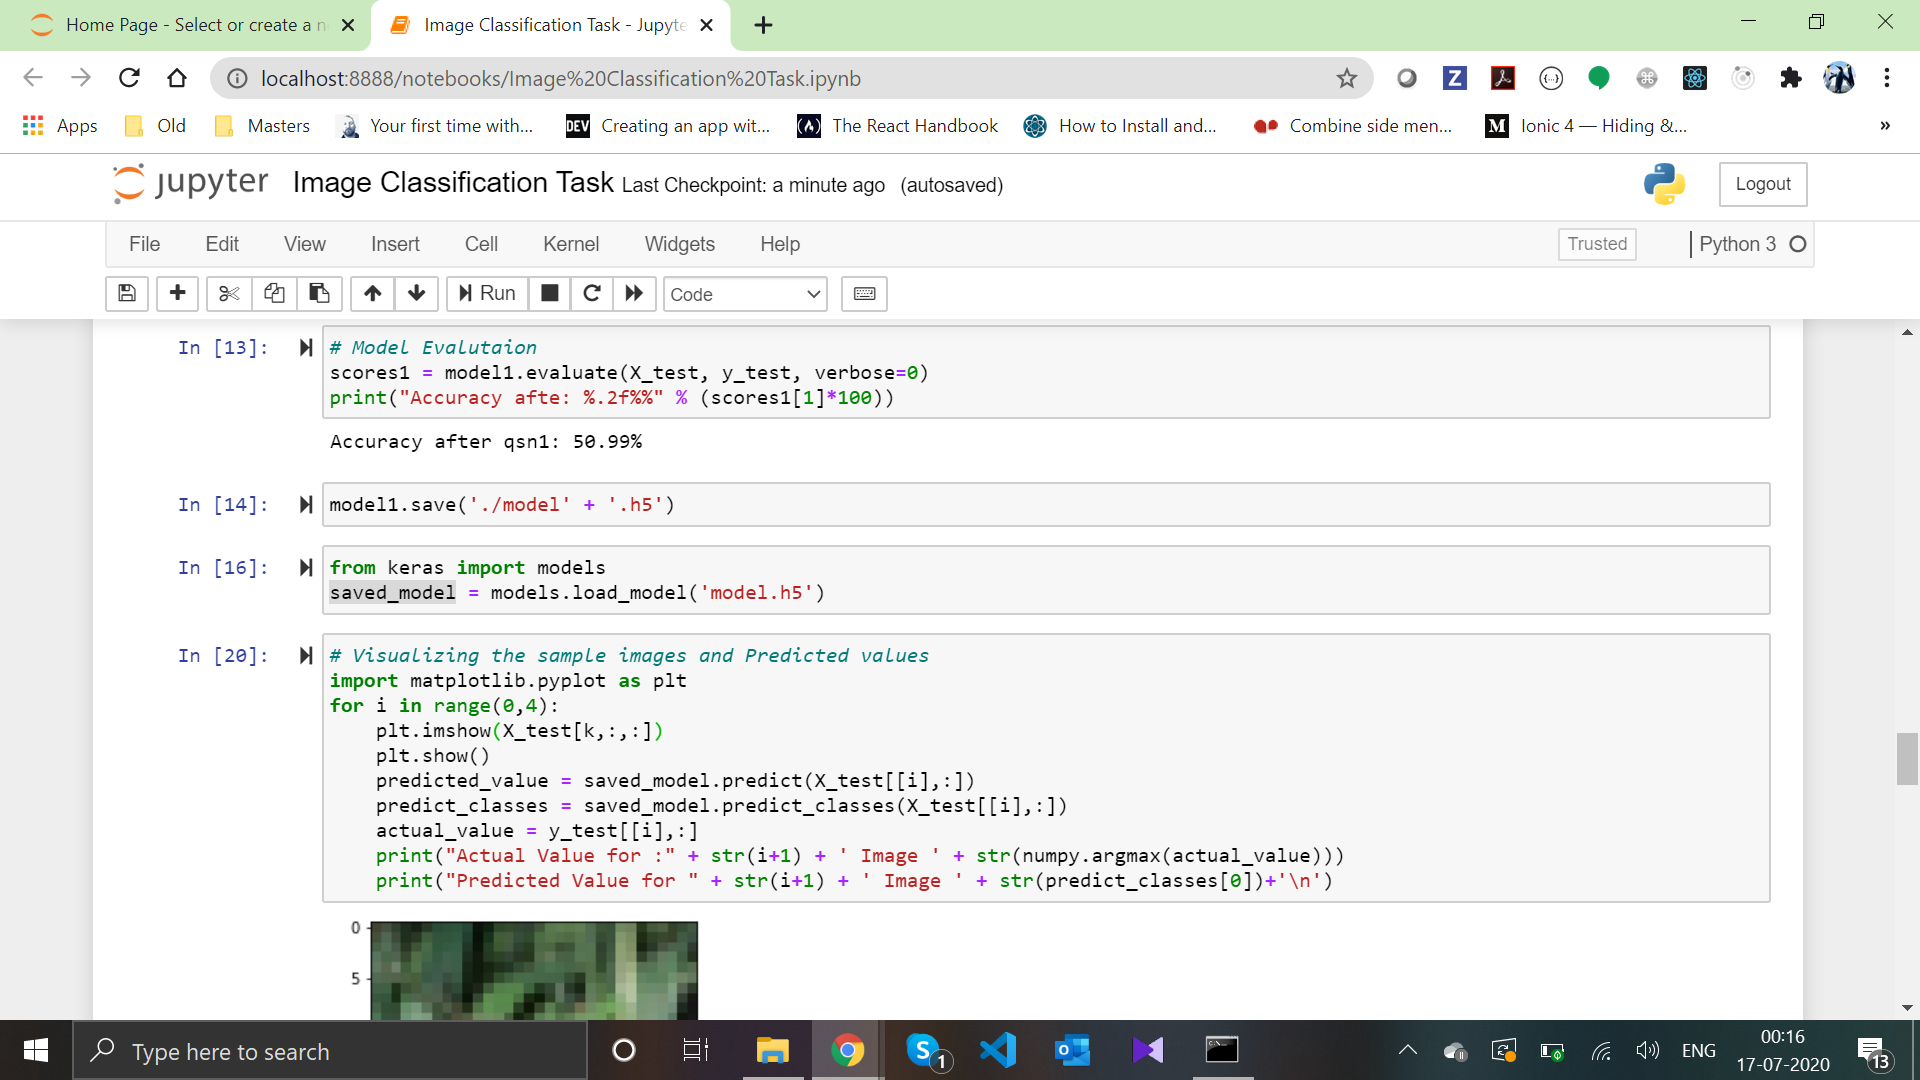 Home Page - Select or create a n
Image Classification Task - Jupyte
localhost:8888/notebooks/Image%20Classification%20Task.ipynb
Apps
Old
Masters
Your first time with...
DEV Creating an app wit...
The React Handbook
How to Install and...
Combine side men...
M Ionic 4 — Hiding &...
»
jupyter Image Classification Task Last Checkpoint: a minute ago (autosaved)
Logout
File Edit View Insert Cell Kernel Widgets Help
Trusted
Python 3
Run
Code
In [13]:
# Model Evalutaion
scores1 = model1.evaluate(X_test, y_test, verbose=0)
print("Accuracy afte: %.2f%%" % (scores1[1]*100))
Accuracy after qsn1: 50.99%
In [14]:
model1.save('./model' + '.h5')
In [16]:
from keras import models
saved_model = models.load_model('model.h5')
In [20]:
# Visualizing the sample images and Predicted values
import matplotlib.pyplot as plt
for i in range(0,4):
    plt.imshow(X_test[k,:,:])
    plt.show()
    predicted_value = saved_model.predict(X_test[[i],:])
    predict_classes = saved_model.predict_classes(X_test[[i],:])
    actual_value = y_test[[i],:]
    print("Actual Value for :" + str(i+1) + ' Image ' + str(numpy.argmax(actual_value)))
    print("Predicted Value for " + str(i+1) + ' Image ' + str(predict_classes[0])+'\n')
0
5
Type here to search
S 1
ENG
00:16
17-07-2020
13